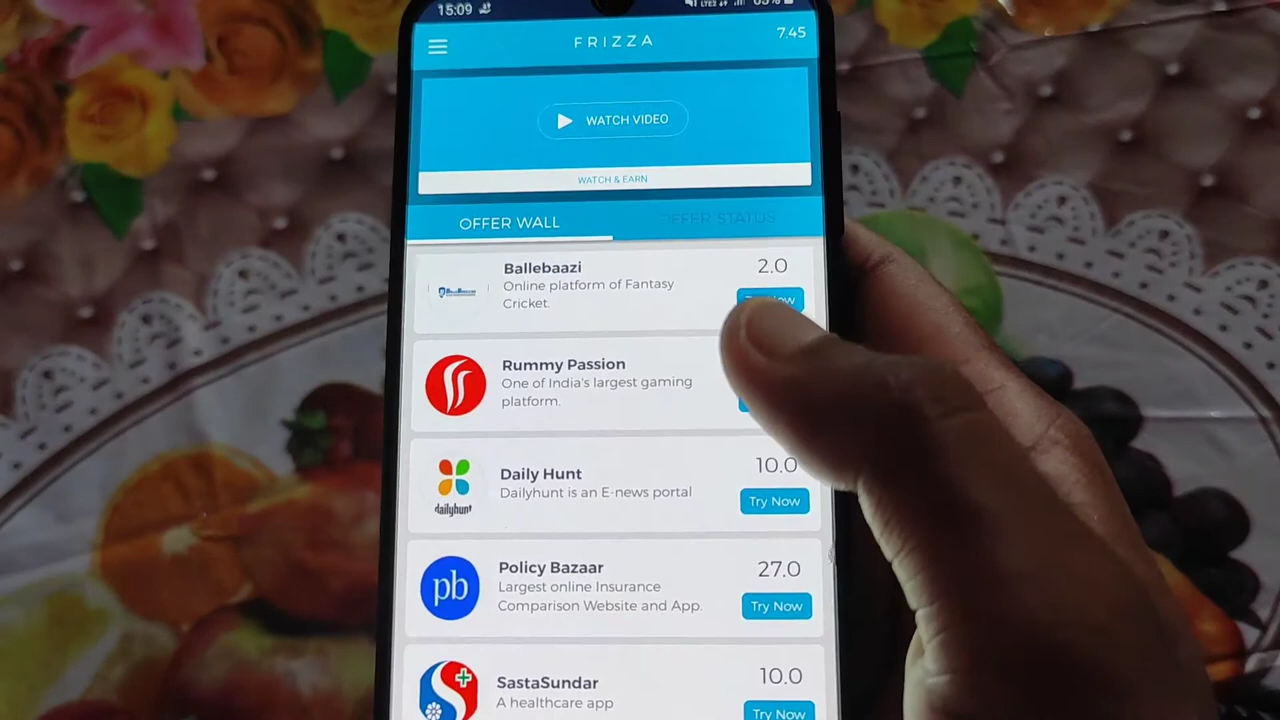 15:09
FRIZZA
7.45
WATCH VIDEO
WATCH & EARN
OFFER WALL
OFFER STATUS
Ballebaazi
2.0
Online platform of Fantasy
Cricket.
Now
Rummy Passion
One of India's largest gaming
platform.
Daily Hunt
10.0
Dailyhunt is an E-news portal
Try Now
dailyhunt
Policy Bazaar
27.0
pb
Largest online Insurance
Comparison Website and App.
Try Now
SastaSundar
10.0
A healthcare app
Try Now